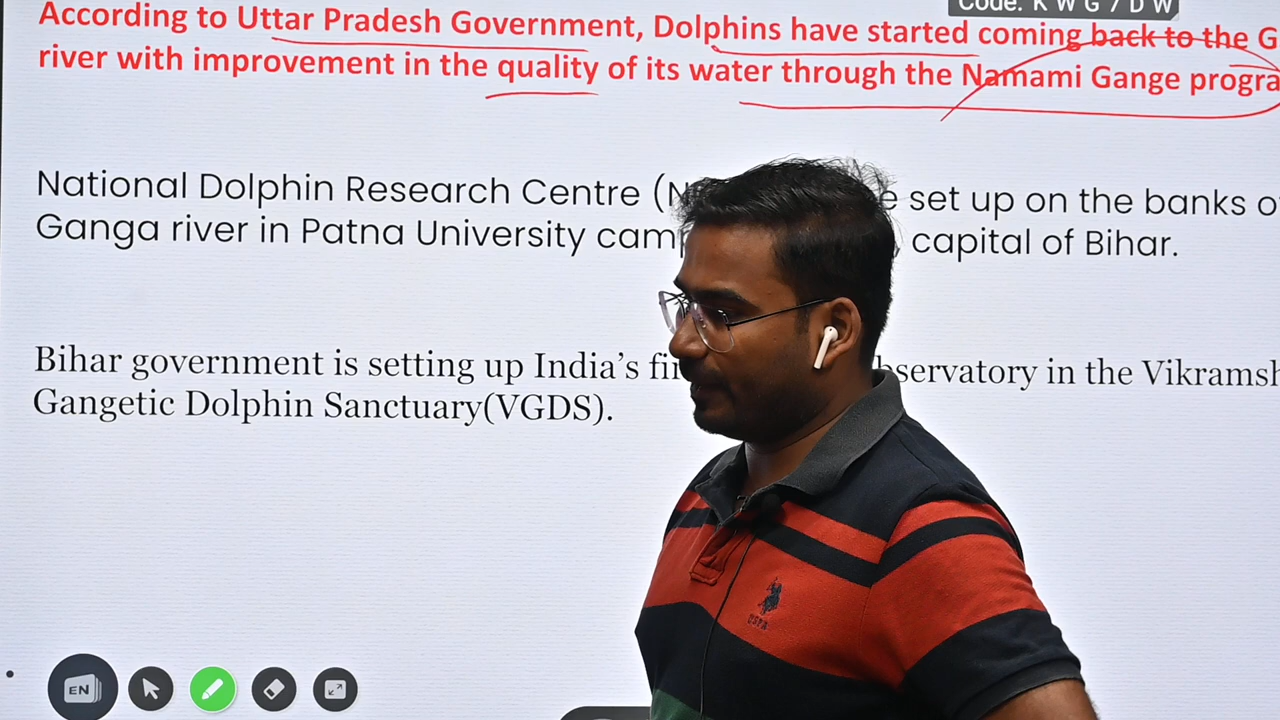 Code: K W G 7 D W
According to Uttar Pradesh Government, Dolphins have started coming back to the G
river with improvement in the quality of its water through the Namami Gange progra
National Dolphin Research Centre (N e set up on the banks o
Ganga river in Patna University cam , capital of Bihar.
Bihar government is setting up India’s fi bservatory in the Vikramsh
Gangetic Dolphin Sanctuary(VGDS).
USPA
EN